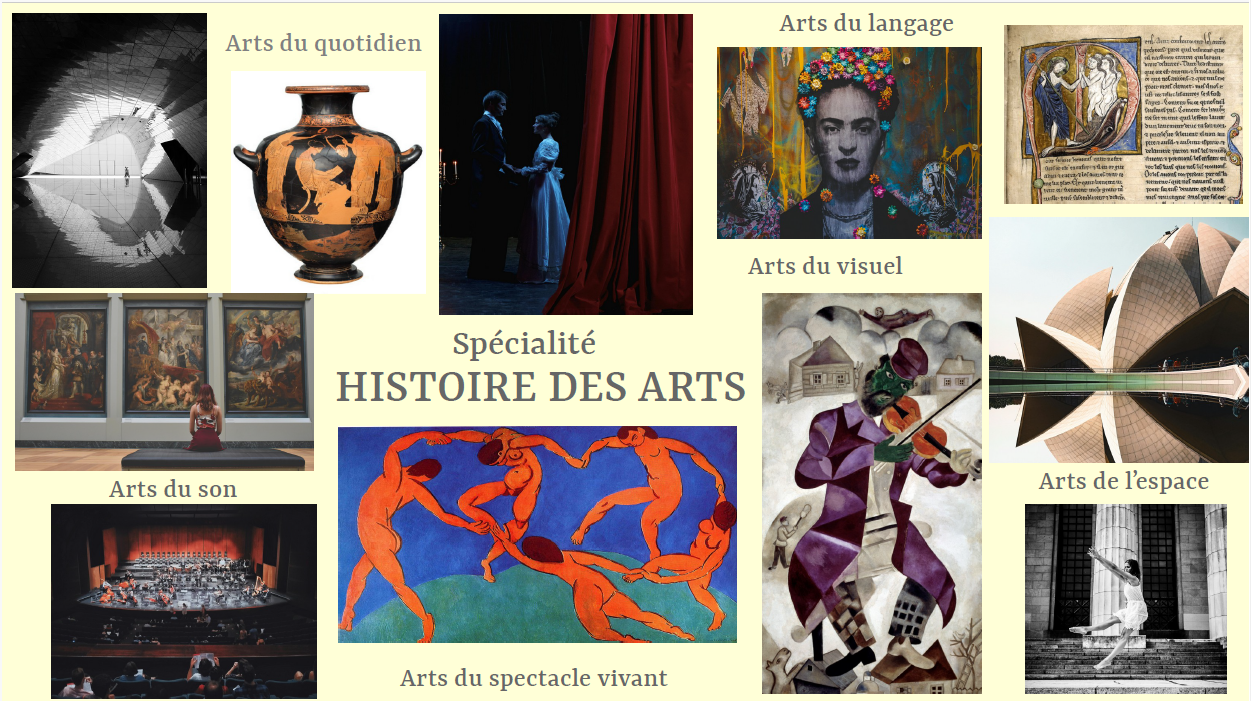 Arts du langage
Arts du quotidien
Arts du visuel
Spécialité
HISTOIRE DES ARTS
Arts du son
Arts de l’espace
Arts du spectacle vivant